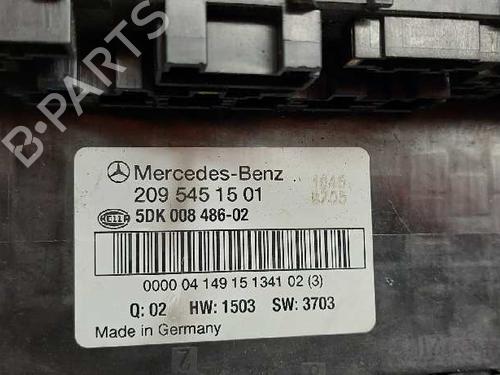 B-PARTS
Mercedes-Benz
209 545 15 01
HELLA 5DK 008 486-02
0000 04 149 15 1341 02 (3)
Q: 02 HW: 1503 SW: 3703
Made in Germany